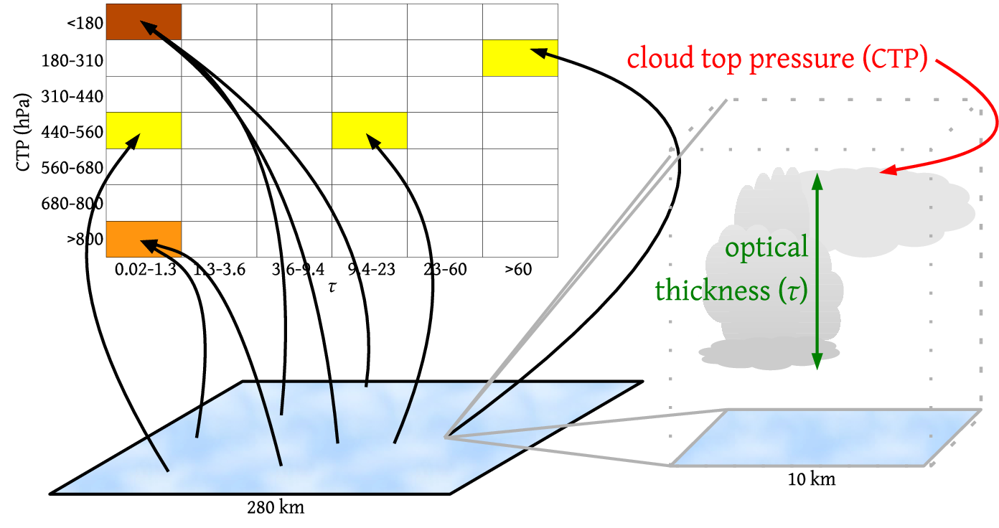 <180
180-310
310-440
440-560
560-680
680-800
>800
CTP (hPa)
0.02-1.3 1.3-3.6 3.6-9.4 9.4-23 23-60 >60
τ
cloud top pressure (CTP)
optical
thickness (τ)
280 km
10 km